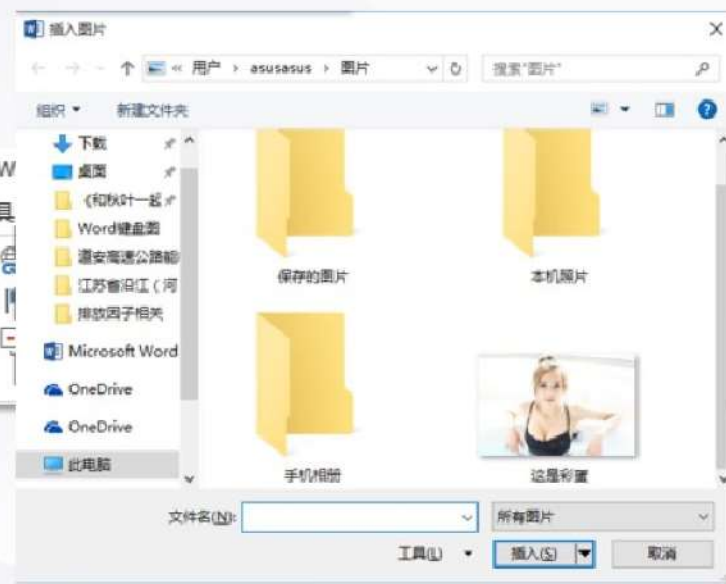 插入图片
« 用户 › asusasus › 图片
搜索"图片"
组织
新建文件夹
下载
桌面
《和秋叶一起
Word键盘图
道安高速公路能
江苏省沿江（河
排放因子相关
Microsoft Word
OneDrive
OneDrive
此电脑
保存的图片
本机照片
手机相册
这是彩蛋
文件名(N):
所有图片
工具(L)
插入(S)
取消